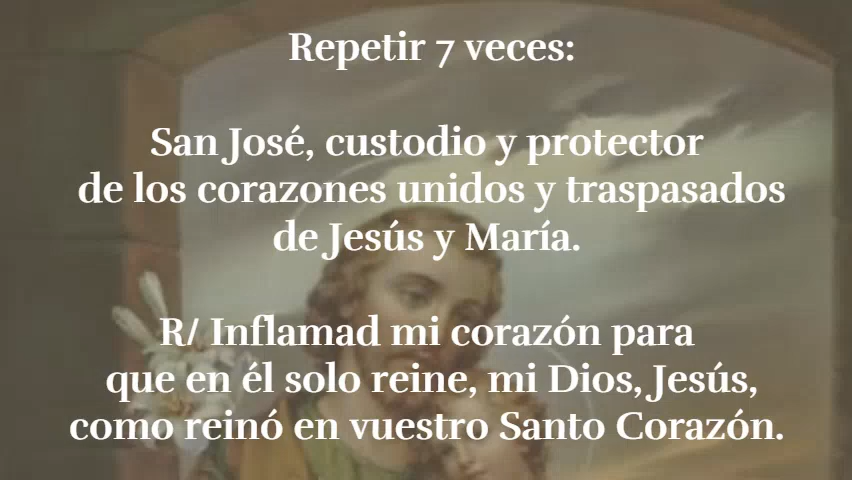 Repetir 7 veces:
San José, custodio y protector
de los corazones unidos y traspasados
de Jesús y María.
R/ Inflamad mi corazón para
que en él solo reine, mi Dios, Jesús,
como reinó en vuestro Santo Corazón.